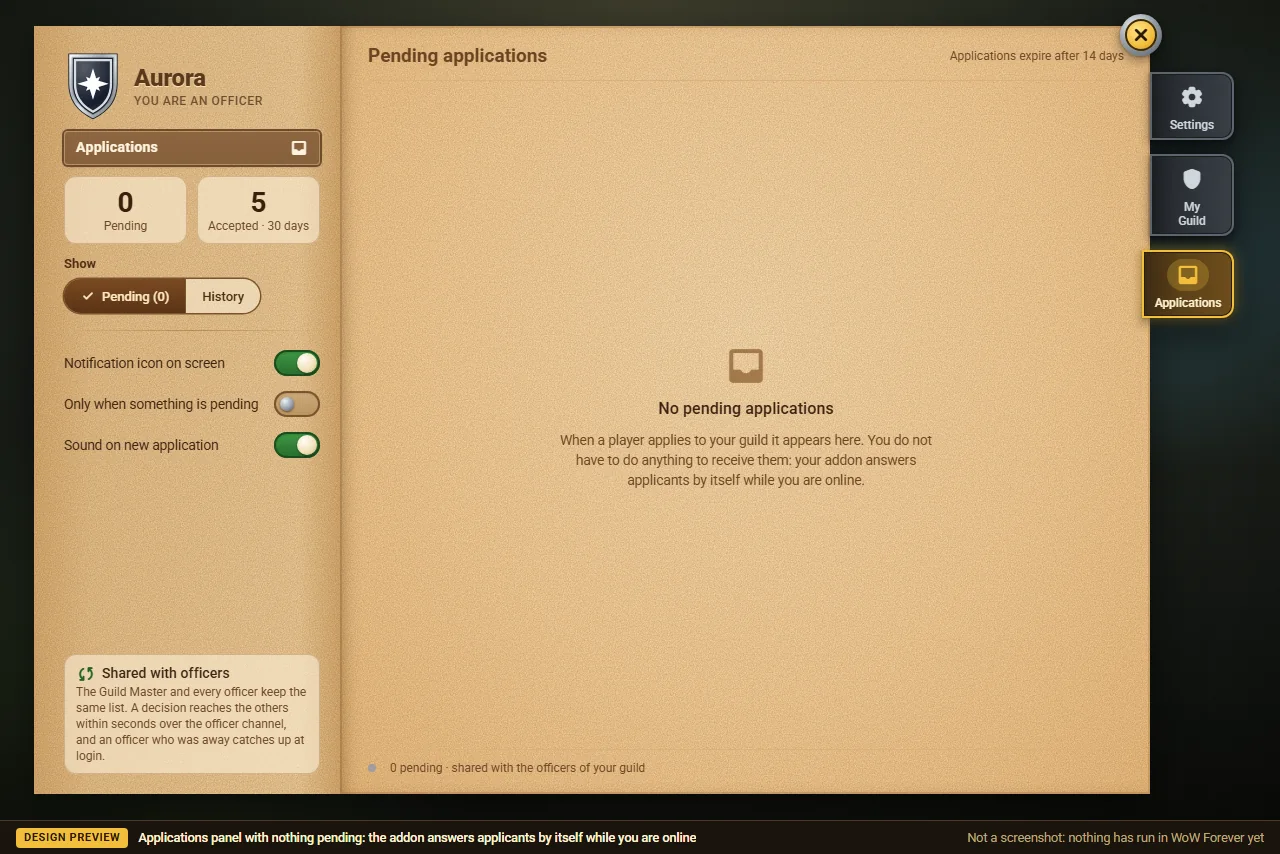 Aurora
YOU ARE AN OFFICER
Applications
0
Pending
5
Accepted · 30 days
Show
Pending (0)
History
Notification icon on screen
Only when something is pending
Sound on new application
Shared with officers
The Guild Master and every officer keep the
same list. A decision reaches the others
within seconds over the officer channel,
and an officer who was away catches up at
login.
Pending applications
Applications expire after 14 days
No pending applications
When a player applies to your guild it appears here. You do not
have to do anything to receive them: your addon answers
applicants by itself while you are online.
0 pending · shared with the officers of your guild
Settings
My
Guild
Applications
DESIGN PREVIEW
Applications panel with nothing pending: the addon answers applicants by itself while you are online
Not a screenshot: nothing has run in WoW Forever yet